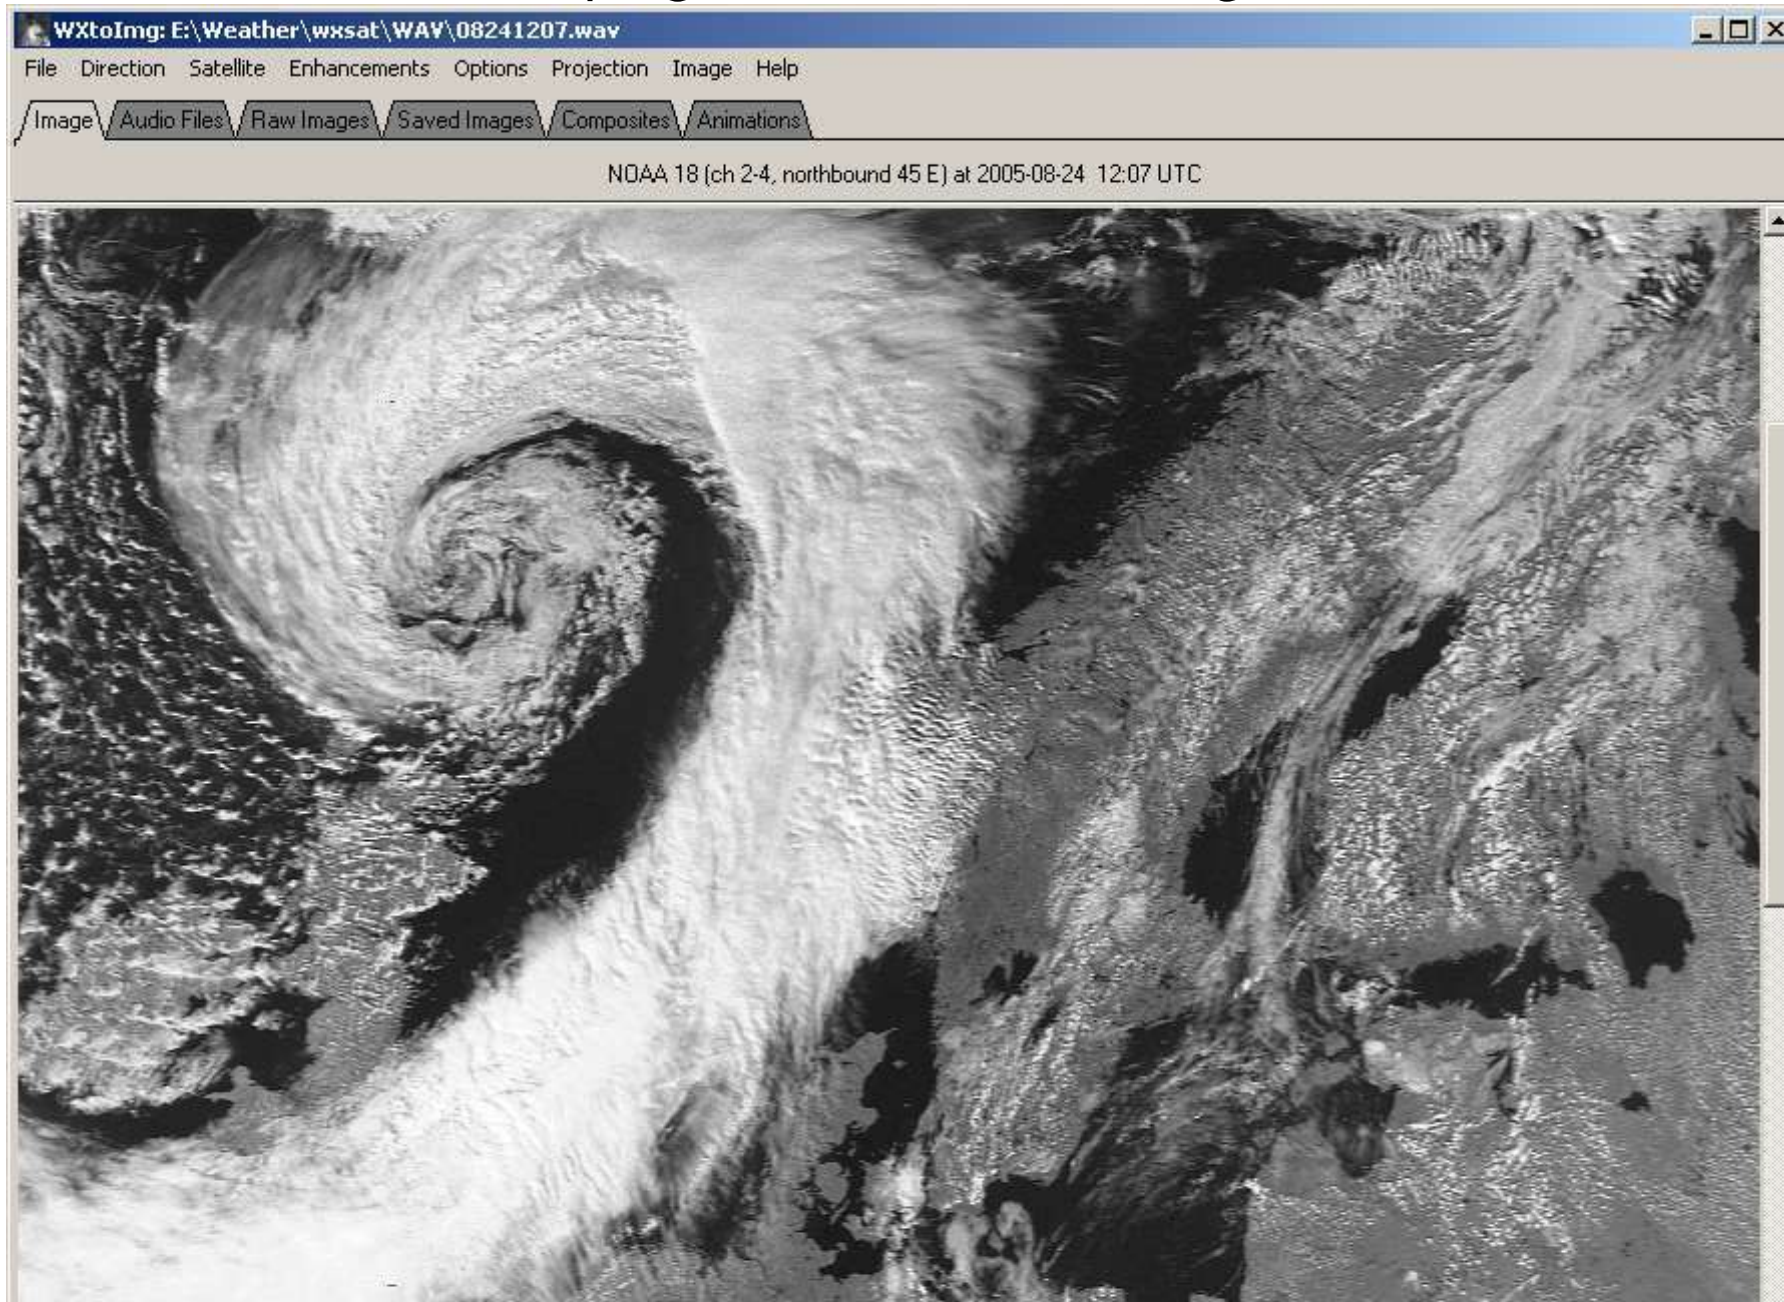 WXtoImg: E:\Weather\wxsat\WAV\08241207.wav
File Direction Satellite Enhancements Options Projection Image Help
Image Audio Files Raw Images Saved Images Composites Animations
NOAA 18 (ch 2-4, northbound 45 E) at 2005-08-24 12:07 UTC